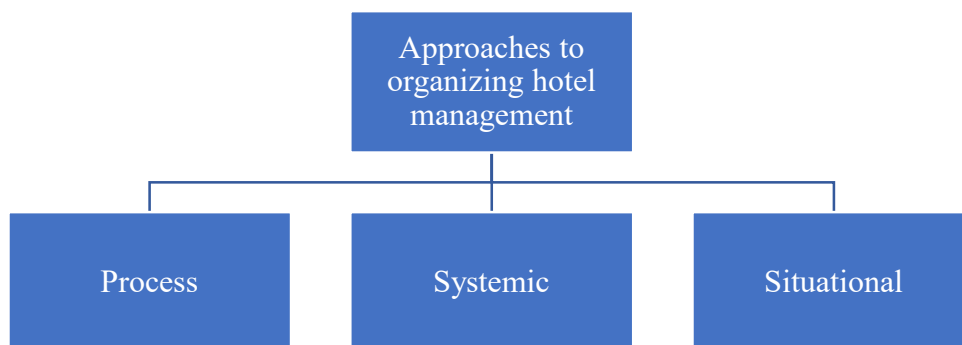 Approaches to
organizing hotel
management
Process
Systemic
Situational